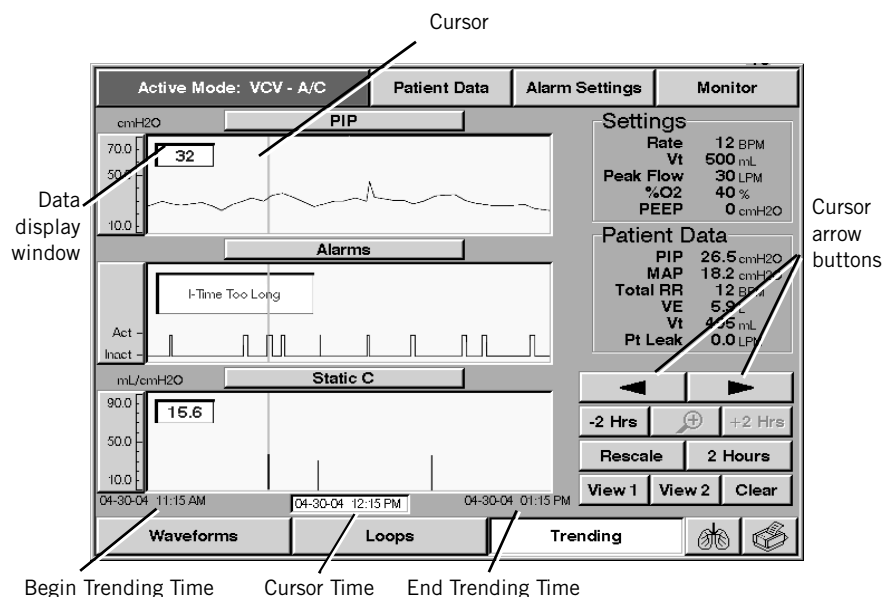 Cursor
Active Mode: VCV - A/C
Patient Data
Alarm Settings
Monitor
cmH2O
PIP
70.0
50.0
10.0
32
Data display window
Alarms
I-Time Too Long
Act
Inact
mL/cmH2O
Static C
90.0
50.0
10.0
15.6
04-30-04 11:15 AM
04-30-04 12:15 PM
04-30-04 01:15 PM
Settings
Rate 12 BPM
Vt 500 mL
Peak Flow 30 LPM
%O2 40 %
PEEP 0 cmH2O
Patient Data
PIP 26.5 cmH2O
MAP 18.2 cmH2O
Total RR 12 BPM
VE 5.9 L
Vt mL
Pt Leak 0.0 LPM
Cursor
arrow
buttons
-2 Hrs
+2 Hrs
Rescale
2 Hours
View 1
View 2
Clear
Waveforms
Loops
Trending
Begin Trending Time
Cursor Time
End Trending Time